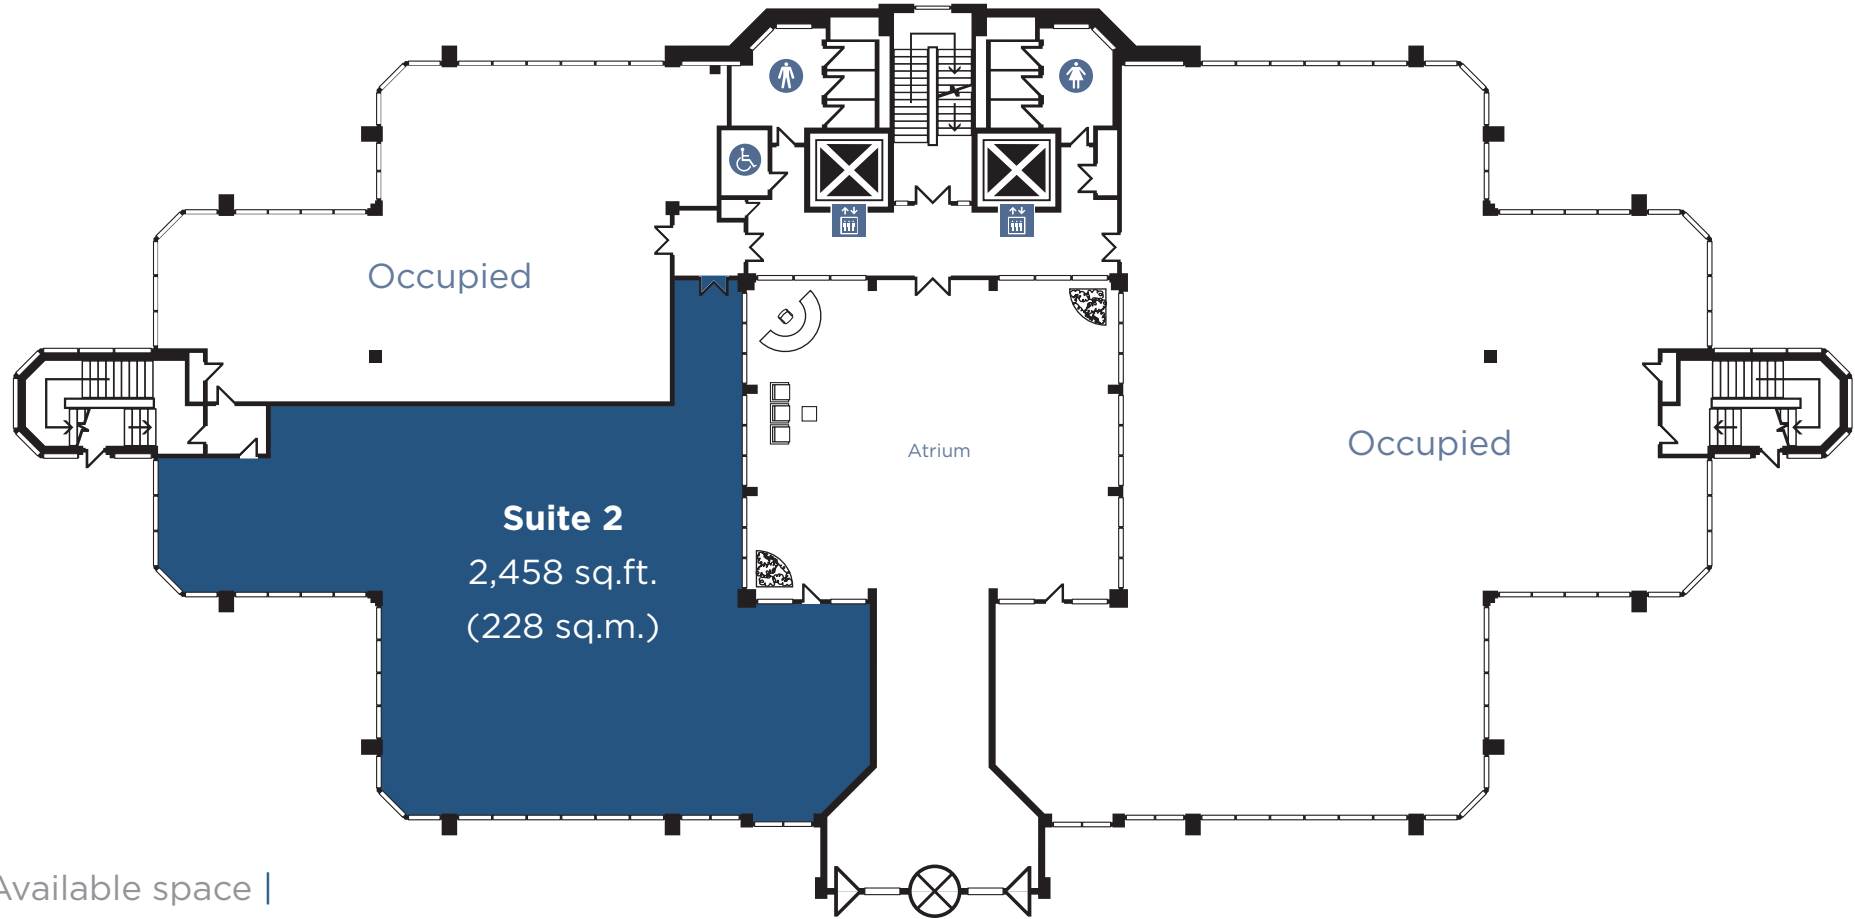 Occupied
Occupied
Atrium
Suite 2
2,458 sq.ft.
(228 sq.m.)
Available space |